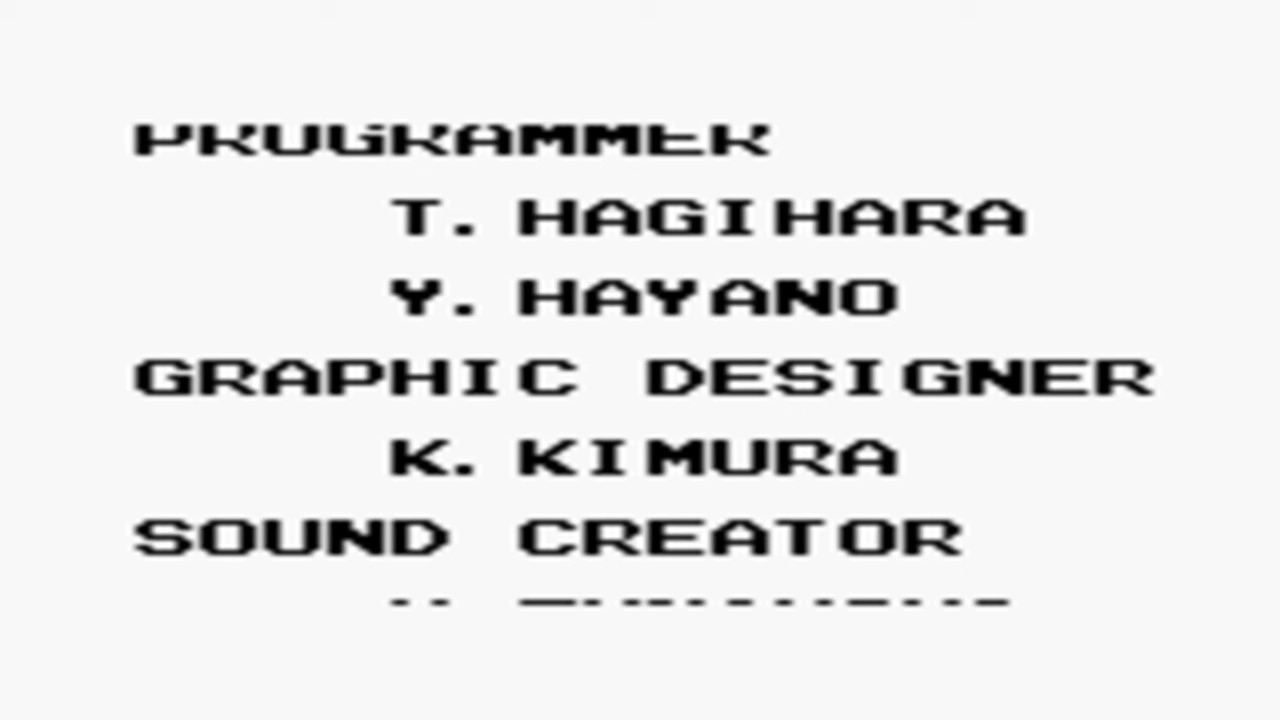 PROGRAMMER
T. HAGIHARA
Y. HAYANO
GRAPHIC DESIGNER
K. KIMURA
SOUND CREATOR